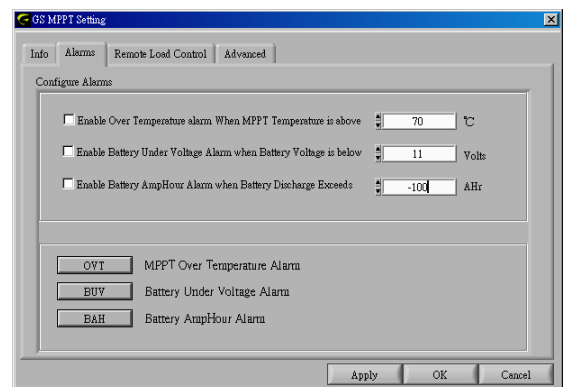 GS MPPT Setting
Info Alarms Remote Load Control Advanced
Configure Alarms
Enable Over Temperature alarm When MPPT Temperature is above 70 ℃
Enable Battery Under Voltage Alarm when Battery Voltage is below 11 Volts
Enable Battery AmpHour Alarm when Battery Discharge Exceeds -100 AHr
OVT MPPT Over Temperature Alarm
BUV Battery Under Voltage Alarm
BAH Battery AmpHour Alarm
Apply OK Cancel